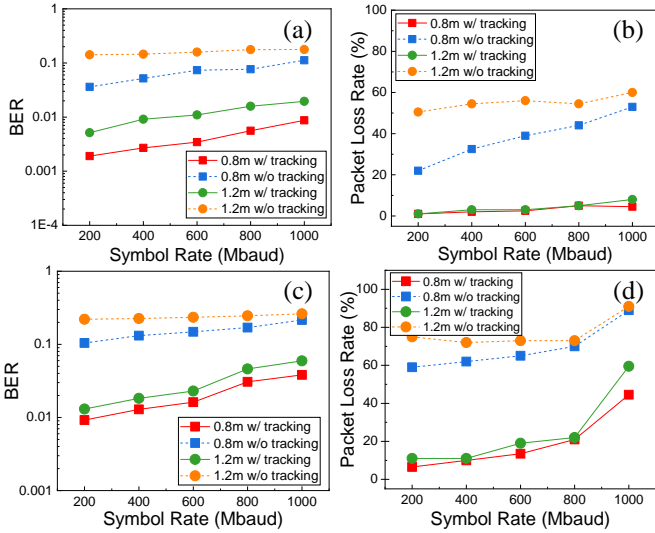 (a)
1
0.1
0.01
0.001
1E-4
BER
0.8m w/ tracking
0.8m w/o tracking
1.2m w/ tracking
1.2m w/o tracking
200 400 600 800 1000
Symbol Rate (Mbaud)
(b)
100
80
60
40
20
0
Packet Loss Rate (%)
0.8m w/ tracking
0.8m w/o tracking
1.2m w/ tracking
1.2m w/o tracking
200 400 600 800 1000
Symbol Rate (Mbaud)
(c)
1
0.1
0.01
0.001
BER
0.8m w/ tracking
0.8m w/o tracking
1.2m w/ tracking
1.2m w/o tracking
200 400 600 800 1000
Symbol Rate (Mbaud)
(d)
100
80
60
40
20
0
Packet Loss Rate (%)
0.8m w/ tracking
0.8m w/o tracking
1.2m w/ tracking
1.2m w/o tracking
200 400 600 800 1000
Symbol Rate (Mbaud)